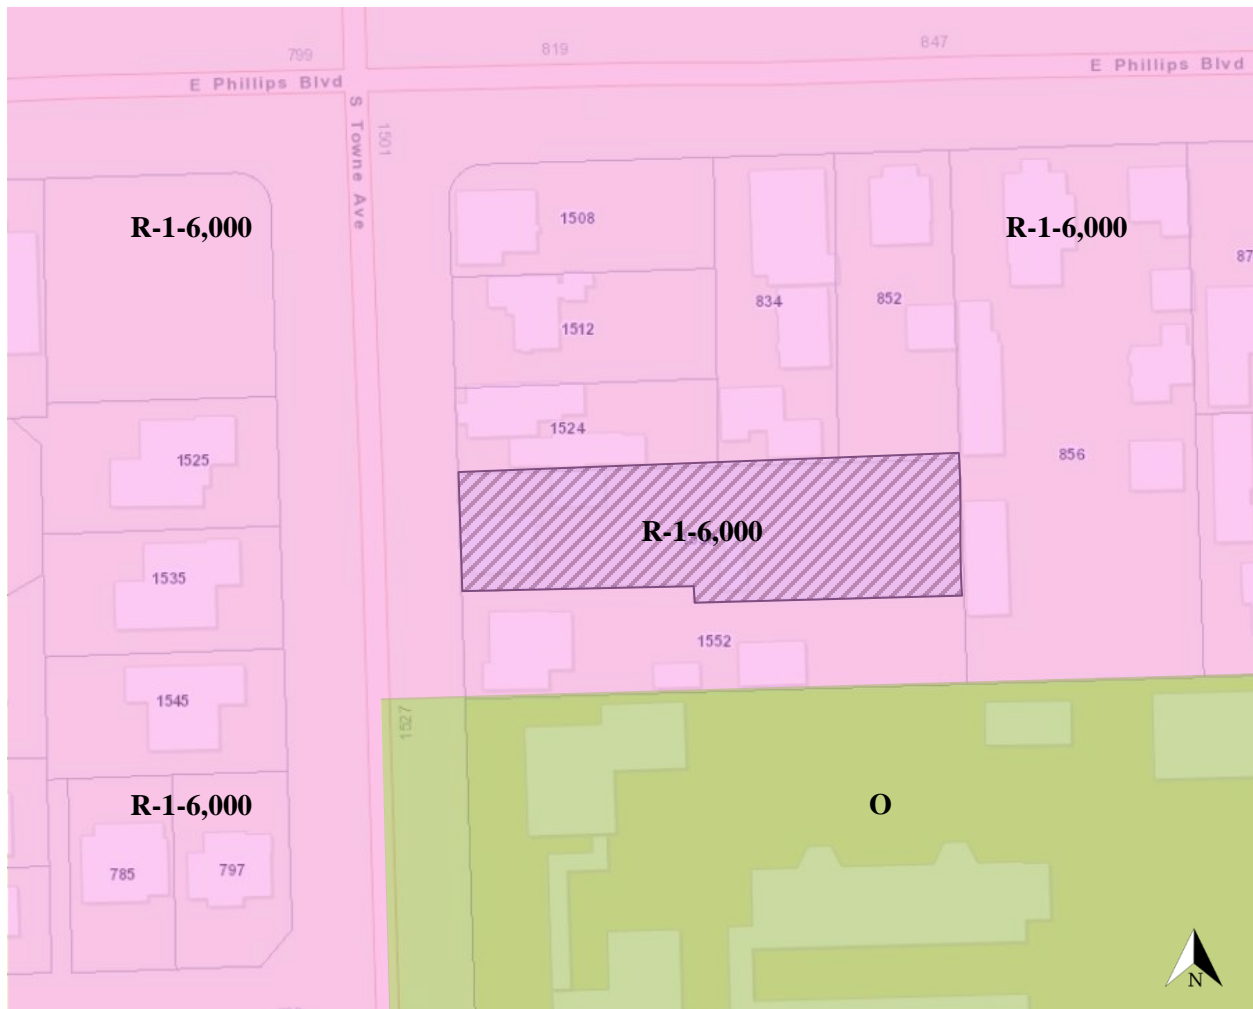 799
819
847
E Phillips Blvd
E Phillips Blvd
S Towne Ave
1501
R-1-6,000
1508
R-1-6,000
87
834
852
1512
1524
1525
856
R-1-6,000
1535
1552
1545
1527
R-1-6,000
O
785
797
N